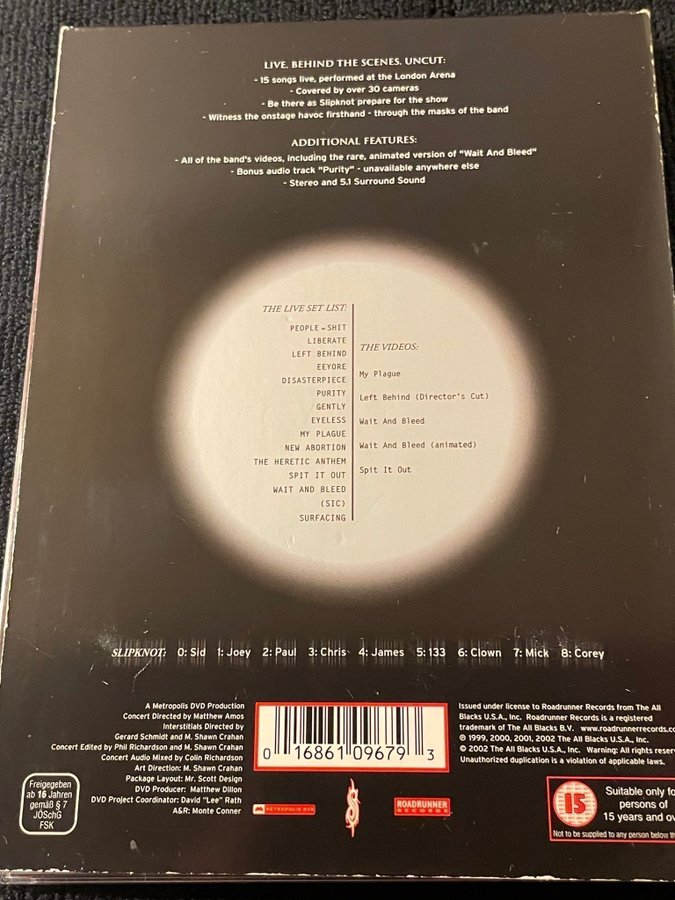 LIVE. BEHIND THE SCENES. UNCUT:
- 15 songs live, performed at the London Arena
- Covered by over 30 cameras
- Be there as Slipknot prepare for the show
- Witness the onstage havoc firsthand - through the masks of the band
ADDITIONAL FEATURES:
- All of the band's videos, including the rare, animated version of "Wait And Bleed"
- Bonus audio track "Purity" - unavailable anywhere else
- Stereo and 5.1 Surround Sound
THE LIVE SET LIST:
PEOPLE = SHIT
LIBERATE
LEFT BEHIND
EEYORE
DISASTERPIECE
PURITY
GENTLY
EYELESS
MY PLAGUE
NEW ABORTION
THE HERETIC ANTHEM
SPIT IT OUT
WAIT AND BLEED
(SIC)
SURFACING
THE VIDEOS:
My Plague
Left Behind (Director's Cut)
Wait And Bleed
Wait And Bleed (animated)
Spit It Out
SLIPKNOT: 0: Sid 1: Joey 2: Paul 3: Chris 4: James 5: 133 6: Clown 7: Mick 8: Corey
A Metropolis DVD Production
Concert Directed by Matthew Amos
Interstitials Directed by
Gerard Schmidt and M. Shawn Crahan
Concert Edited by Phil Richardson and M. Shawn Crahan
Concert Audio Mixed by Colin Richardson
Art Direction: M. Shawn Crahan
Package Layout: Mr. Scott Design
DVD Producer: Matthew Dillon
DVD Project Coordinator: David "Lee" Rath
A&R: Monte Conner
Freigegeben
ab 16 Jahren
gemäß § 7
JÖSchG
FSK
0 16861 09679 3
METROPOLIS DVD
ROADRUNNER
RECORDS
Issued under license to Roadrunner Records from The All
Blacks U.S.A., Inc. Roadrunner Records is a registered
trademark of The All Blacks B.V. www.roadrunnerrecords.co
℗ 1999, 2000, 2001, 2002 The All Blacks U.S.A., Inc.
© 2002 The All Blacks U.S.A., Inc. Warning: All rights reser
Unauthorized duplication is a violation of applicable laws.
15
Suitable only fo
persons of
15 years and ov
Not to be supplied to any person below th